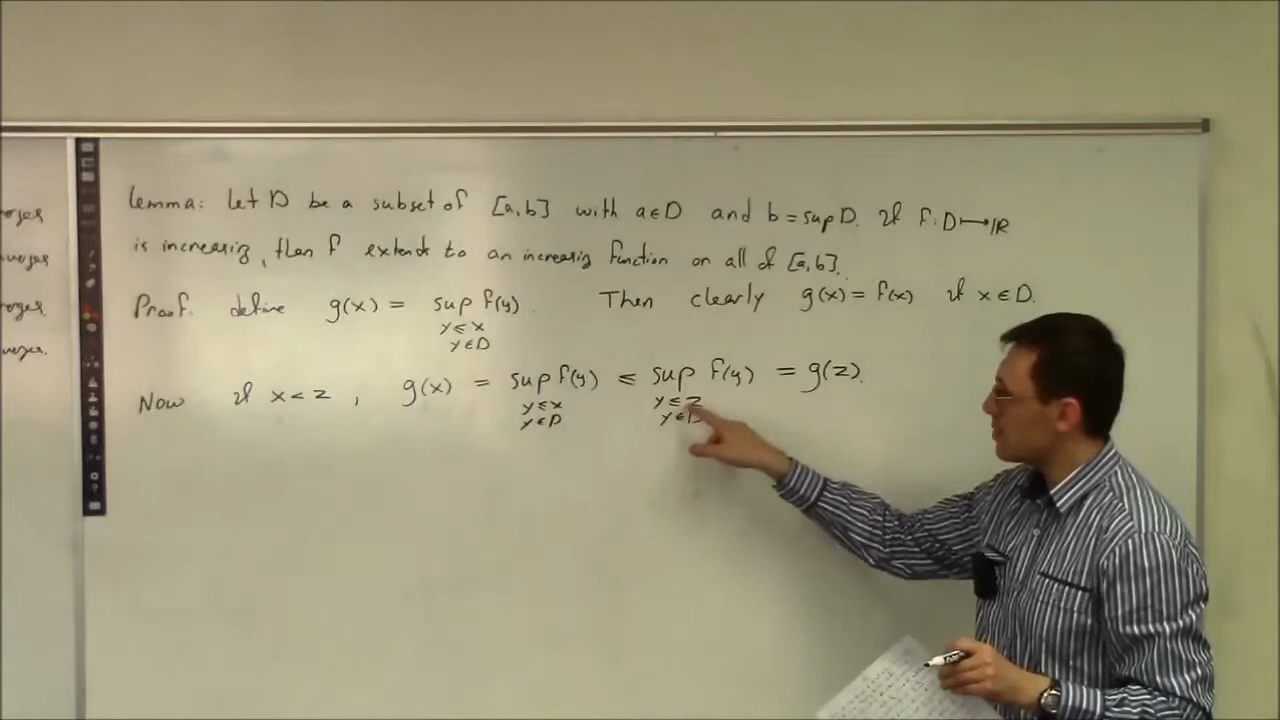 Lemma: Let D be a subset of [a,b] with a∈D and b = sup D. If f: D ↦ IR
is increasing, then f extends to an increasing function on all of [a,b].
Proof. define g(x) = sup f(y). Then clearly g(x) = f(x) if x ∈ D.
y ≤ x
y ∈ D
Now if x < z, g(x) = sup f(y) ≤ sup f(y) = g(z).
y ≤ x y ≤ z
y ∈ D y ∈ D